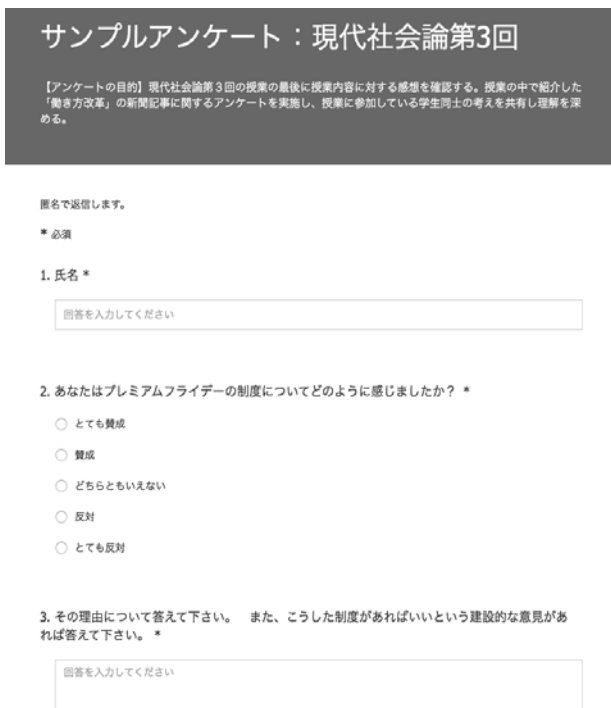 サンプルアンケート：現代社会論第3回
【アンケートの目的】現代社会論第３回の授業の最後に授業内容に対する感想を確認する。授業の中で紹介した
「働き方改革」の新聞記事に関するアンケートを実施し、授業に参加している学生同士の考えを共有し理解を深
める。
匿名で返信します。
* 必須
1. 氏名 *
回答を入力してください
2. あなたはプレミアムフライデーの制度についてどのように感じましたか？ *
とても賛成
賛成
どちらともいえない
反対
とても反対
3. その理由について答えて下さい。　また、こうした制度があればいいという建設的な意見があ
れば答えて下さい。 *
回答を入力してください